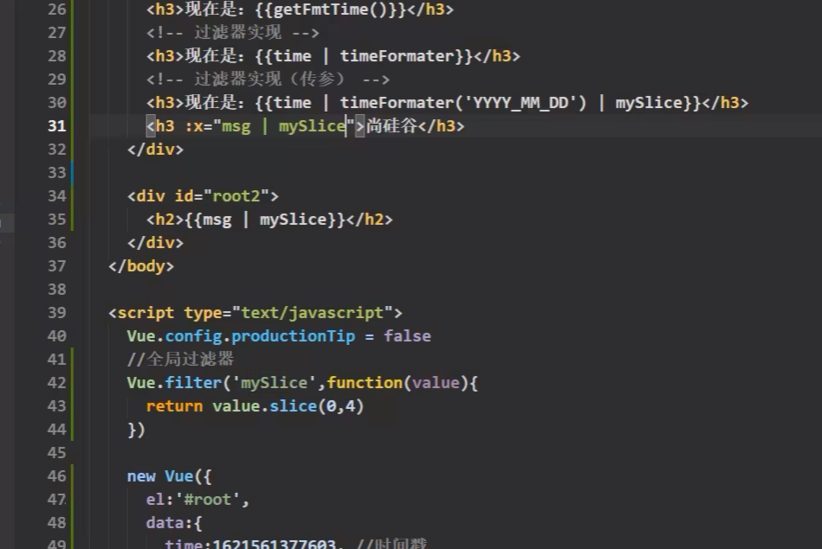 26 <h3>现在是：{{getFmtTime()}}</h3>
27 <!-- 过滤器实现 -->
28 <h3>现在是：{{time | timeFormater}}</h3>
29 <!-- 过滤器实现（传参） -->
30 <h3>现在是：{{time | timeFormater('YYYY_MM_DD') | mySlice}}</h3>
31 <h3 :x="msg | mySlice">尚硅谷</h3>
32 </div>
33
34 <div id="root2">
35 <h2>{{msg | mySlice}}</h2>
36 </div>
37 </body>
38
39 <script type="text/javascript">
40 Vue.config.productionTip = false
41 //全局过滤器
42 Vue.filter('mySlice',function(value){
43 return value.slice(0,4)
44 })
45
46 new Vue({
47 el:'#root',
48 data:{
49 time:1621561377603, //时间戳